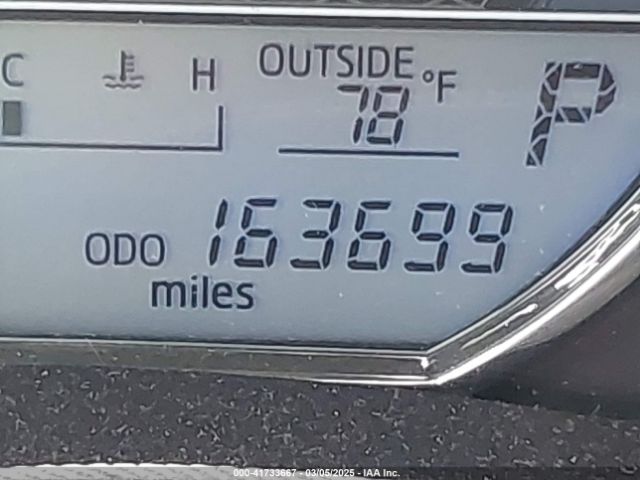 C H OUTSIDE °F P
78
ODO 163699
miles
000-41733667 - 03/05/2025 - IAA Inc.